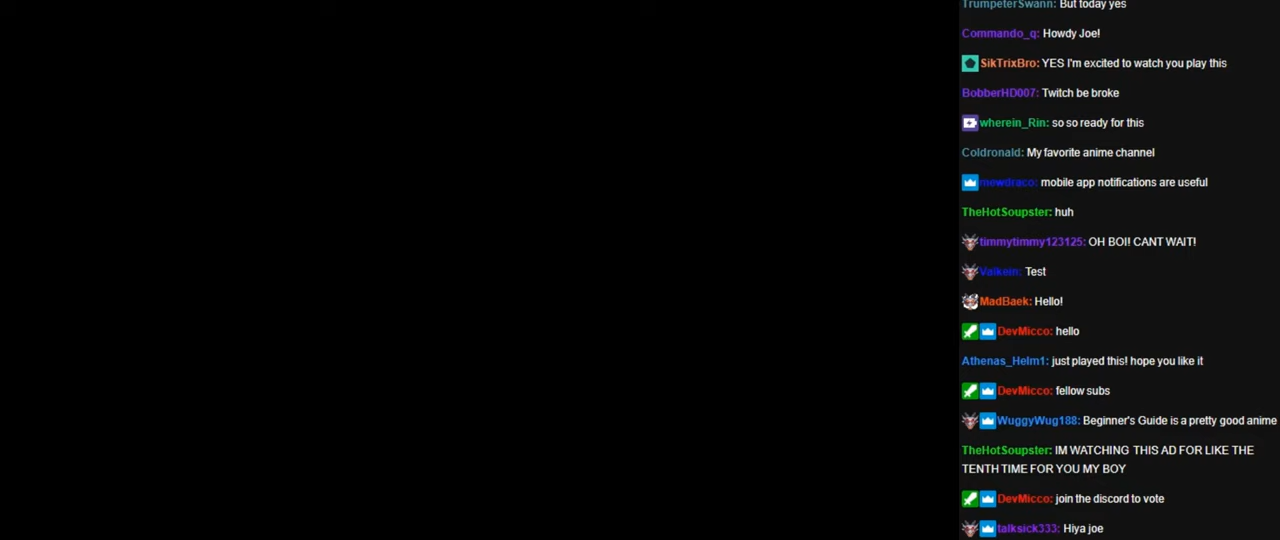 TrumpeterSwann: But today yes
Commando_q: Howdy Joe!
SikTrixBro: YES I'm excited to watch you play this
BobberHD007: Twitch be broke
wherein_Rin: so so ready for this
Coldronald: My favorite anime channel
mewdraco: mobile app notifications are useful
TheHotSoupster: huh
timmytimmy123125: OH BOI! CANT WAIT!
Valkein: Test
MadBaek: Hello!
DevMicco: hello
Athenas_Helm1: just played this! hope you like it
DevMicco: fellow subs
WuggyWug188: Beginner's Guide is a pretty good anime
TheHotSoupster: IM WATCHING THIS AD FOR LIKE THE
TENTH TIME FOR YOU MY BOY
DevMicco: join the discord to vote
talksick333: Hiya joe